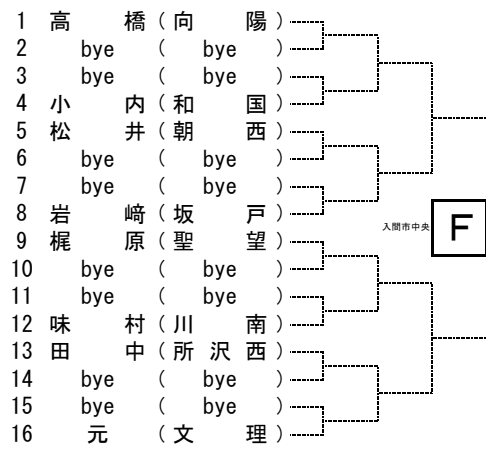 1 高橋(向陽)
2 bye ( bye )
3 bye ( bye )
4 小内(和国)
5 松井(朝西)
6 bye ( bye )
7 bye ( bye )
8 岩﨑(坂戸)
入間市中央 F
9 梶原(聖望)
10 bye ( bye )
11 bye ( bye )
12 味村(川南)
13 田中(所沢西)
14 bye ( bye )
15 bye ( bye )
16 元(文理)